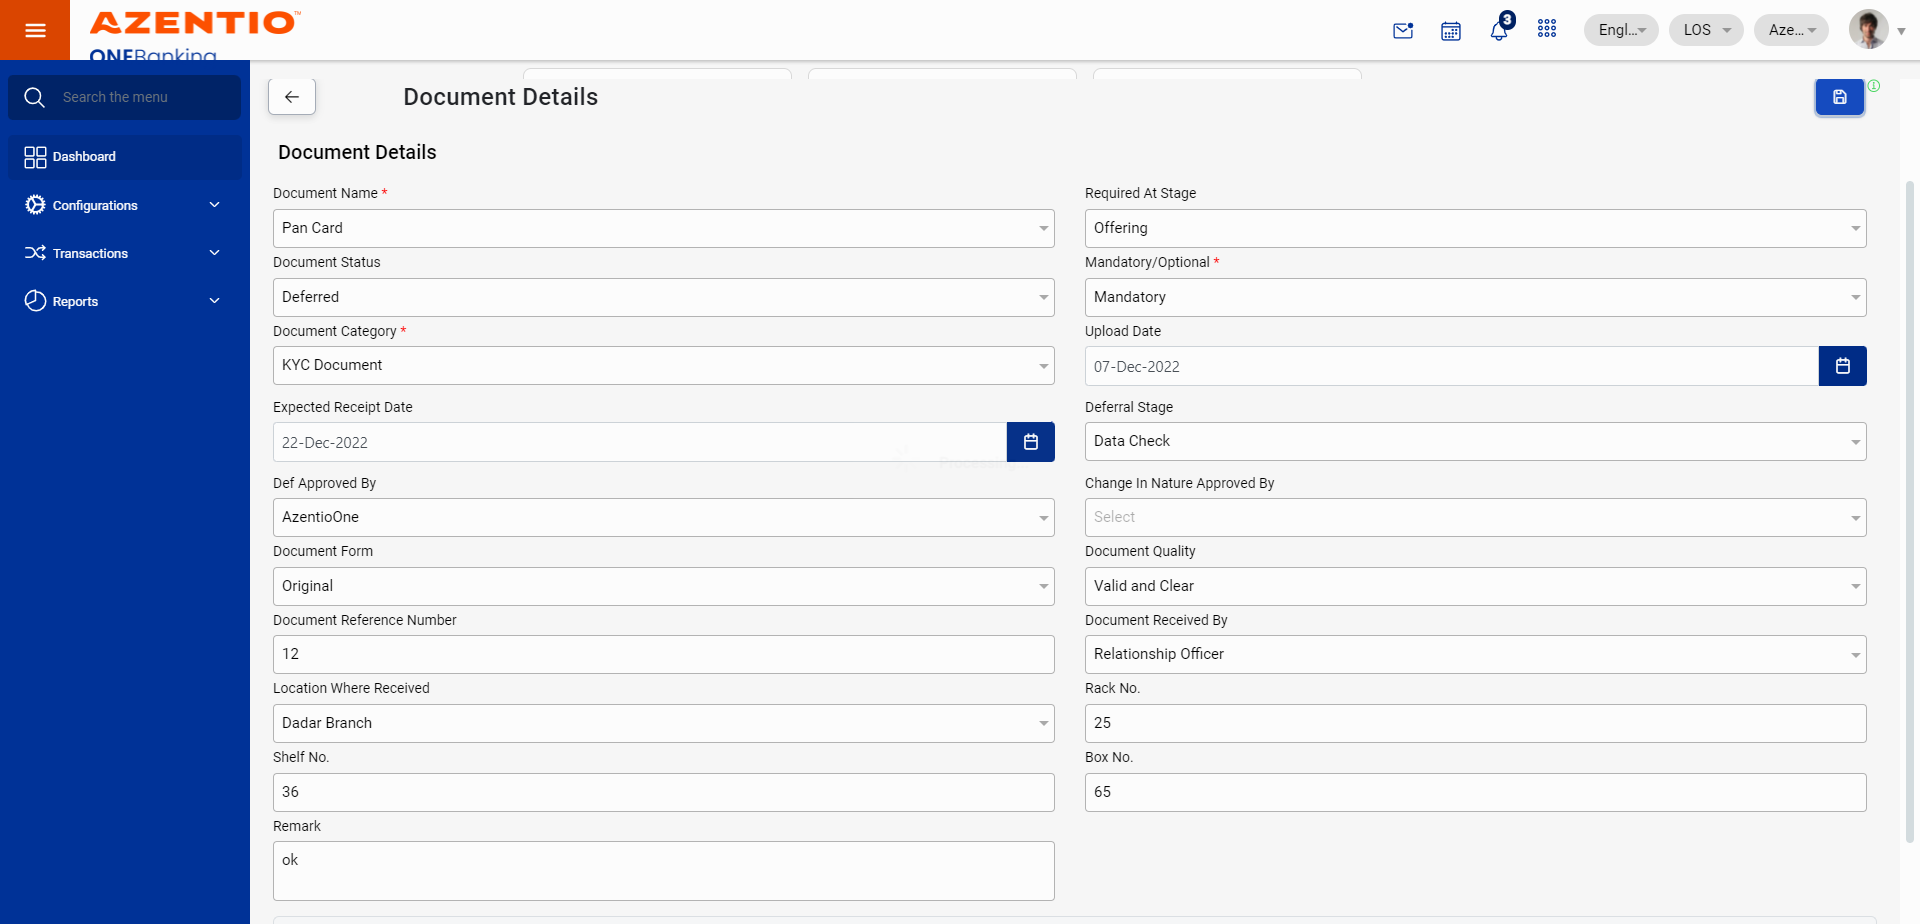 AZENTIO™
ONEBanking
3
Engl...
LOS
Aze...
Search the menu
Dashboard
Configurations
Transactions
Reports
Document Details
Document Details
Document Name *
Required At Stage
Pan Card
Offering
Document Status
Mandatory/Optional *
Deferred
Mandatory
Document Category *
Upload Date
KYC Document
07-Dec-2022
Expected Receipt Date
Deferral Stage
22-Dec-2022
Data Check
Processing..
Def Approved By
Change In Nature Approved By
AzentioOne
Select
Document Form
Document Quality
Original
Valid and Clear
Document Reference Number
Document Received By
12
Relationship Officer
Location Where Received
Rack No.
Dadar Branch
25
Shelf No.
Box No.
36
65
Remark
ok